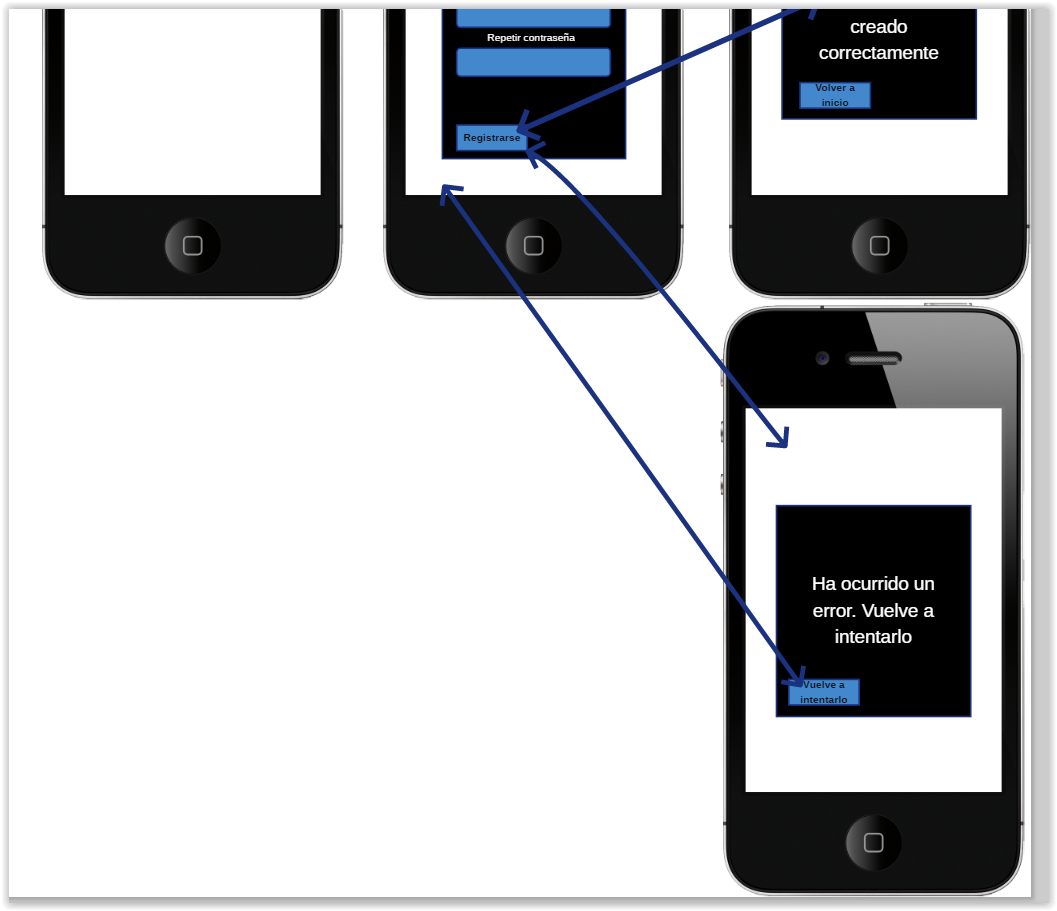 Repetir contraseña
Registrarse
creado
correctamente
Volver a
inicio
Ha ocurrido un
error. Vuelve a
intentarlo
Vuelve a
intentarlo